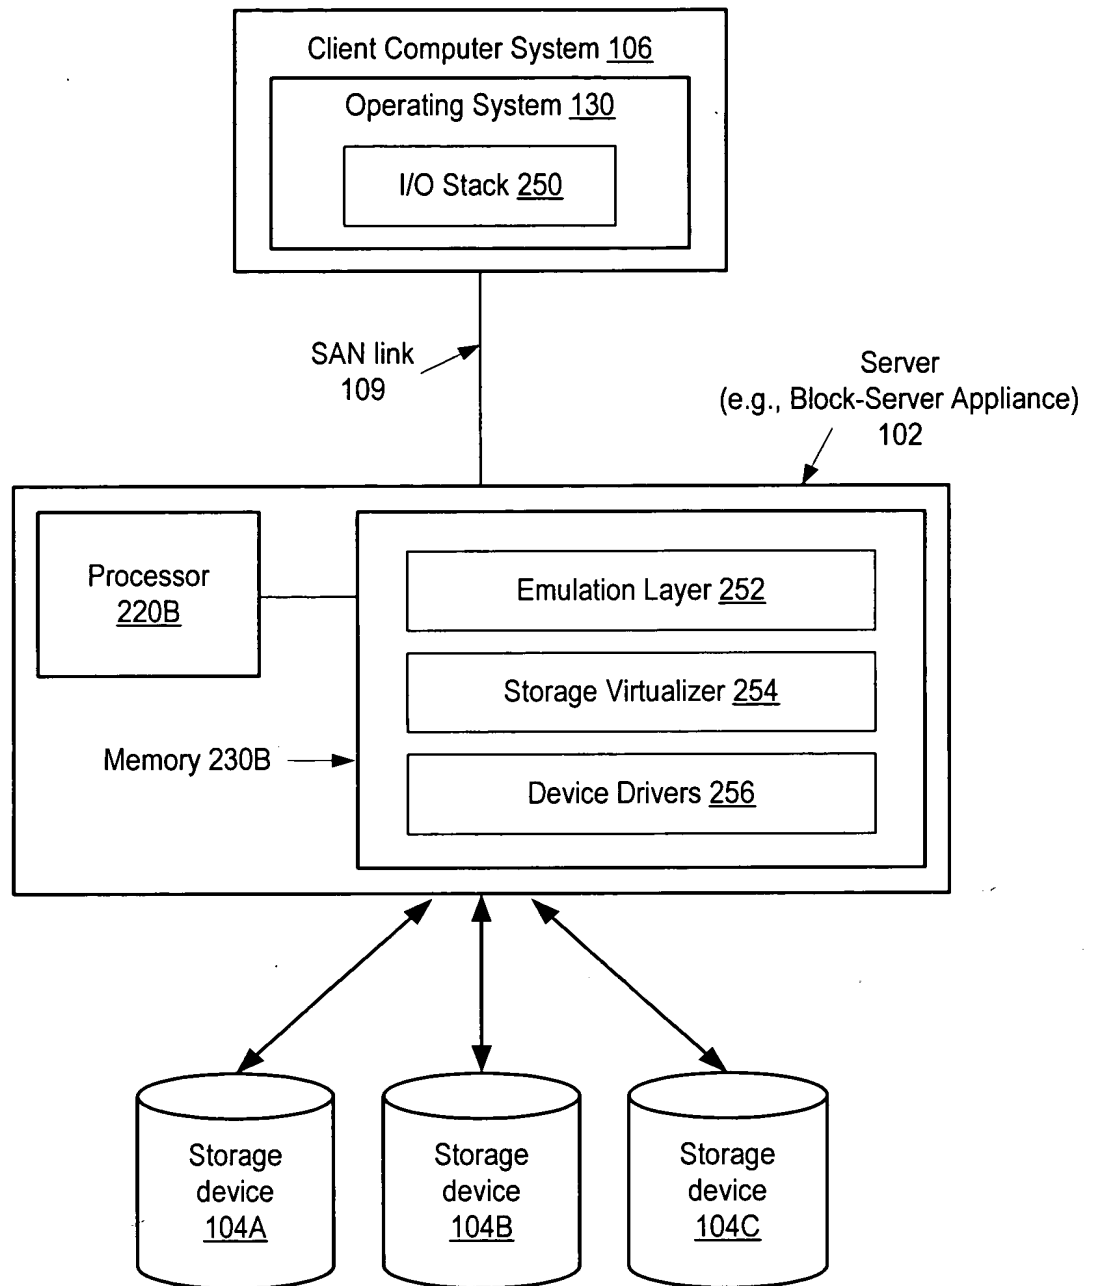 Client Computer System 106
Operating System 130
I/O Stack 250
SAN link
109
Server
(e.g., Block-Server Appliance)
102
Processor
220B
Emulation Layer 252
Storage Virtualizer 254
Memory 230B
Device Drivers 256
Storage
device
104A
Storage
device
104B
Storage
device
104C